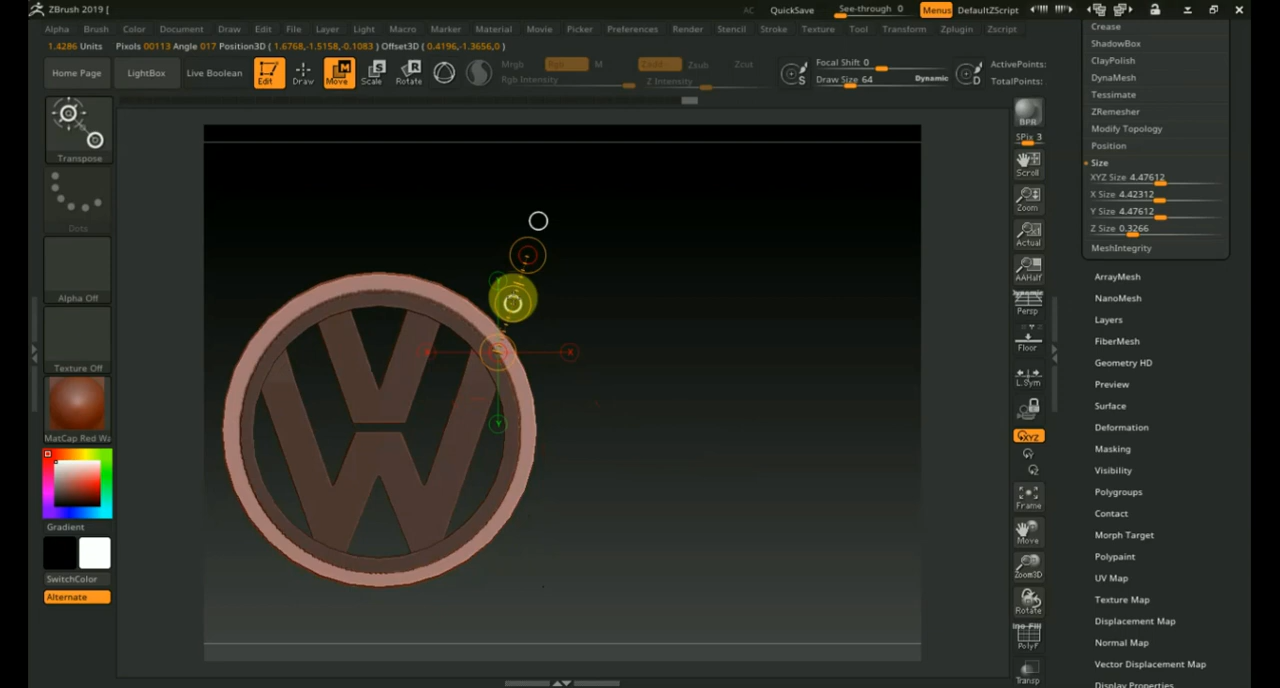 ZBrush 2019 [
AC QuickSave See-through 0 Menus DefaultZScript
Alpha Brush Color Document Draw Edit File Layer Light Macro Marker Material Movie Picker Preferences Render Stencil Stroke Texture Tool Transform Zplugin Zscript
1.4286 Units Pixols 00113 Angle 017 Position3D ( 1.6768,-1.5158,-0.1083 ) Offset3D ( 0.4196,-1.3656,0 )
Home Page LightBox Live Boolean Edit Draw Move Scale Rotate
Mrgb Rgb M Zadd Zsub Zcut
Rgb Intensity Z Intensity
Focal Shift 0
Draw Size 64 Dynamic
S D
ActivePoints:
TotalPoints:
Transpose
Dots
Alpha Off
Texture Off
MatCap Red Wa
Gradient
SwitchColor
Alternate
X
Y
BPR
SPix 3
Scroll
Zoom
Actual
AAHalf
Dynamic
Persp
Floor
L.Sym
XYZ
Y
Z
Frame
Move
Zoom3D
Rotate
Line Fill
PolyF
Transp
Crease
ShadowBox
ClayPolish
DynaMesh
Tessimate
ZRemesher
Modify Topology
Position
Size
XYZ Size 4.47612
X Size 4.42312
Y Size 4.47612
Z Size 0.3266
MeshIntegrity
ArrayMesh
NanoMesh
Layers
FiberMesh
Geometry HD
Preview
Surface
Deformation
Masking
Visibility
Polygroups
Contact
Morph Target
Polypaint
UV Map
Texture Map
Displacement Map
Normal Map
Vector Displacement Map
Display Properties